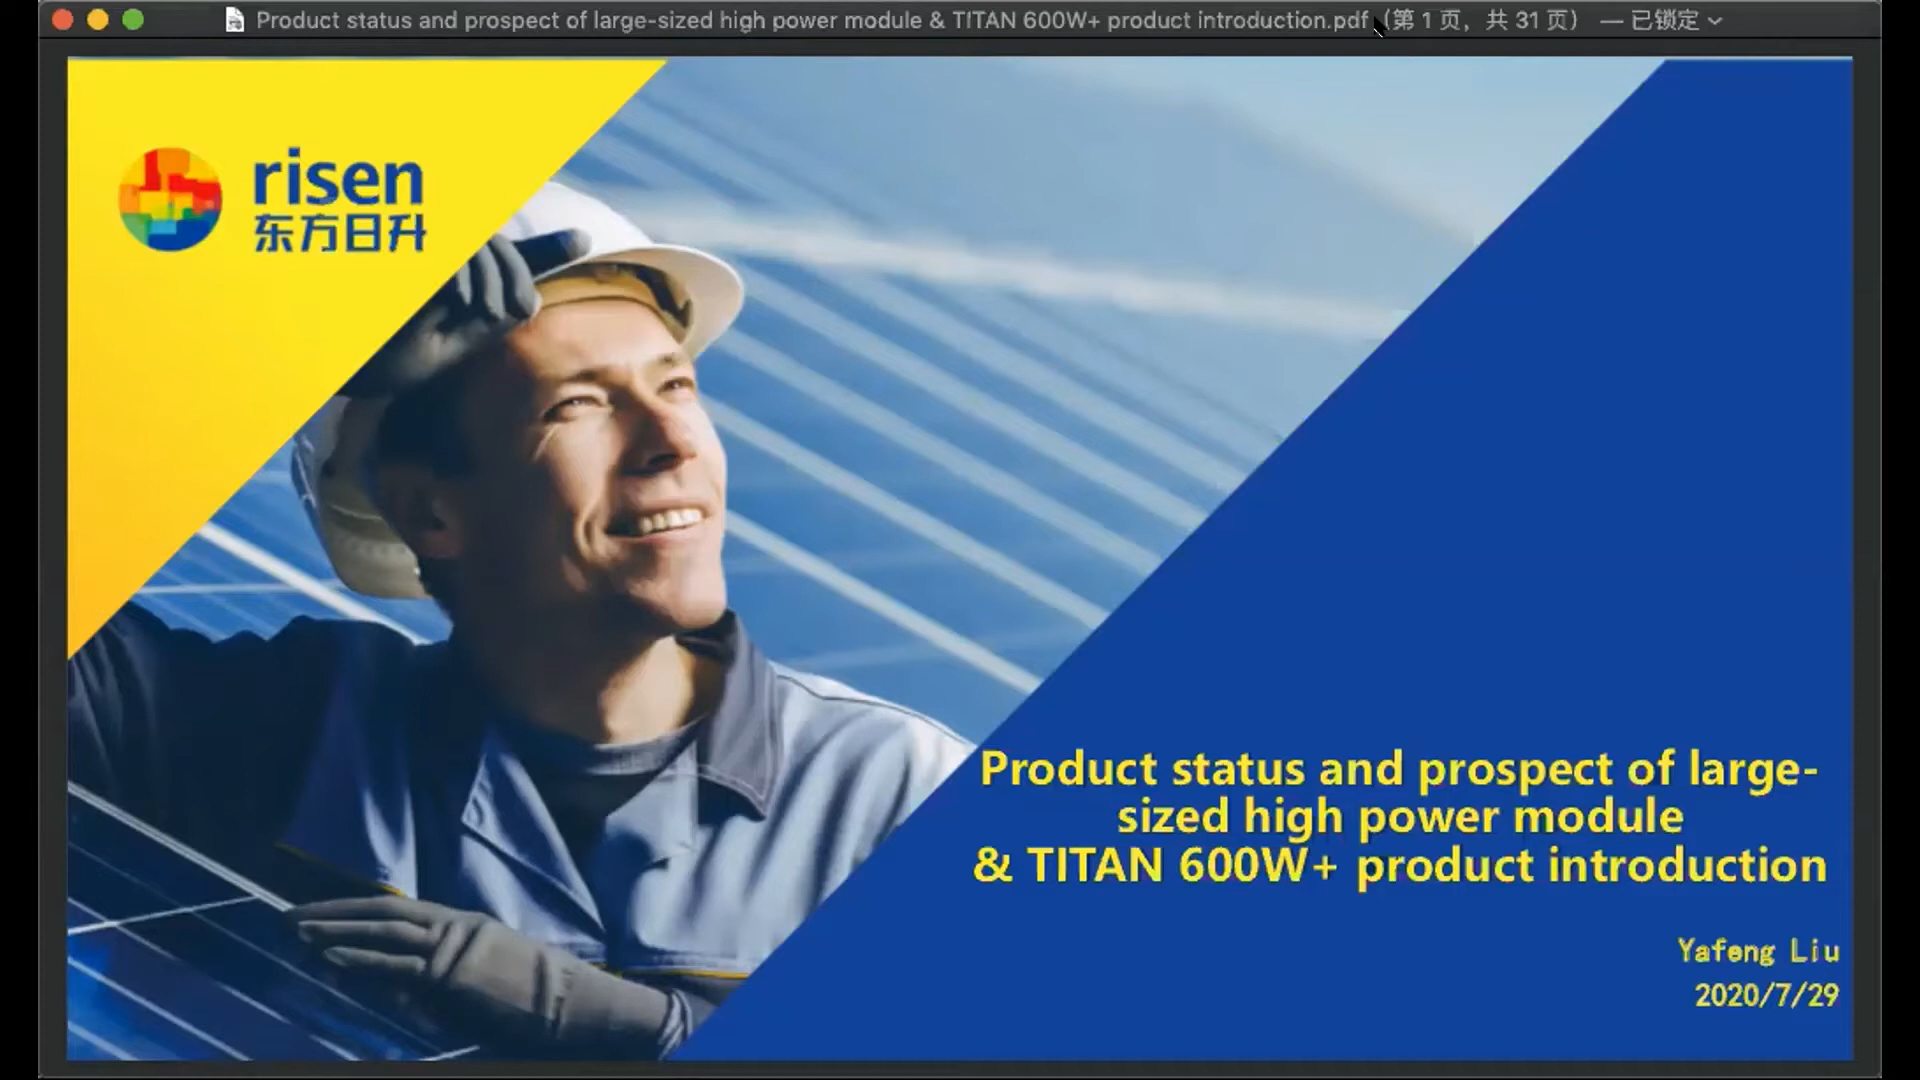 Product status and prospect of large-sized high power module & TITAN 600W+ product introduction.pdf (第 1 页，共 31 页) — 已锁定
risen
东方日升
Product status and prospect of large-
sized high power module
& TITAN 600W+ product introduction
Yafeng Liu
2020/7/29